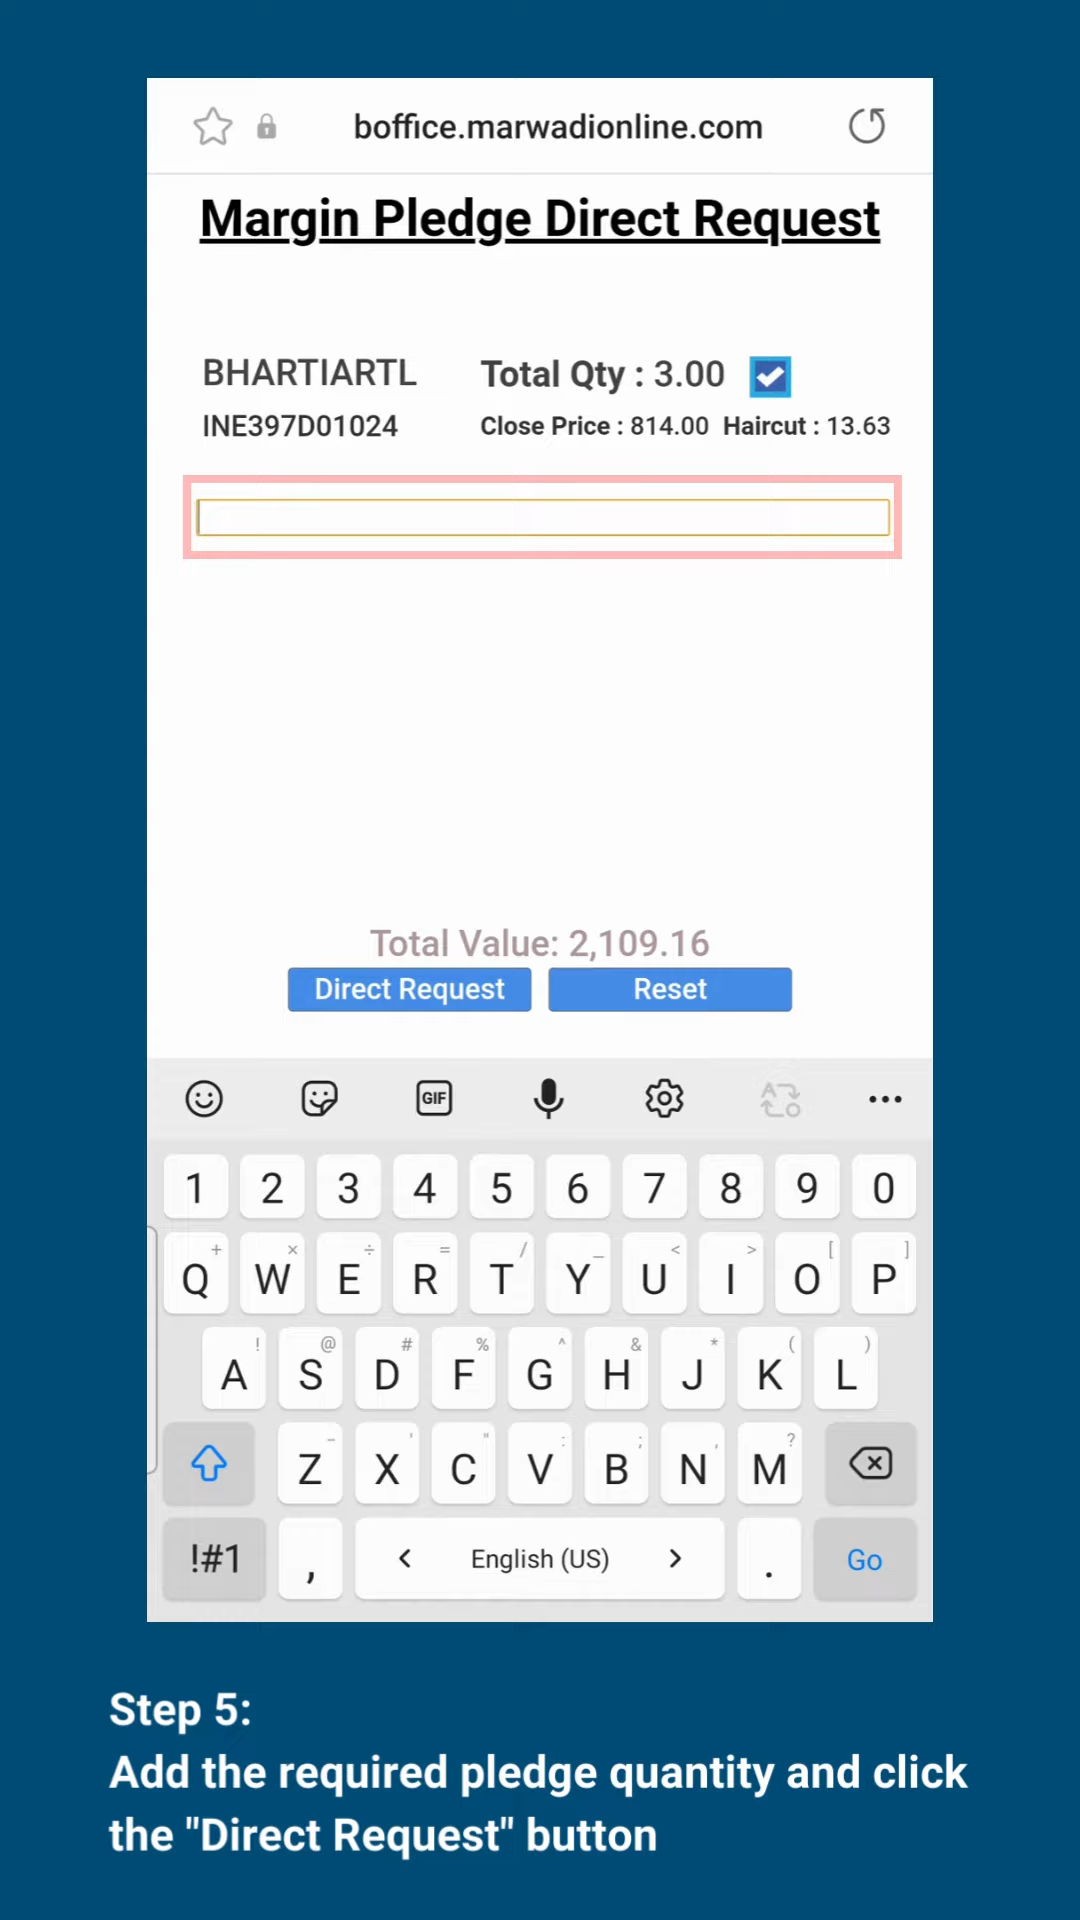 boffice.marwadionline.com
Margin Pledge Direct Request
BHARTIARTL Total Qty : 3.00
INE397D01024 Close Price : 814.00 Haircut : 13.63
Total Value: 2,109.16
Direct Request Reset
GIF
1 2 3 4 5 6 7 8 9 0
+ × ÷ = / _ < > [ ]
Q W E R T Y U I O P
! @ # % ^ & * ( )
A S D F G H J K L
- ' " : ; , ?
Z X C V B N M
!#1 , < English (US) > . Go
Step 5:
Add the required pledge quantity and click
the "Direct Request" button